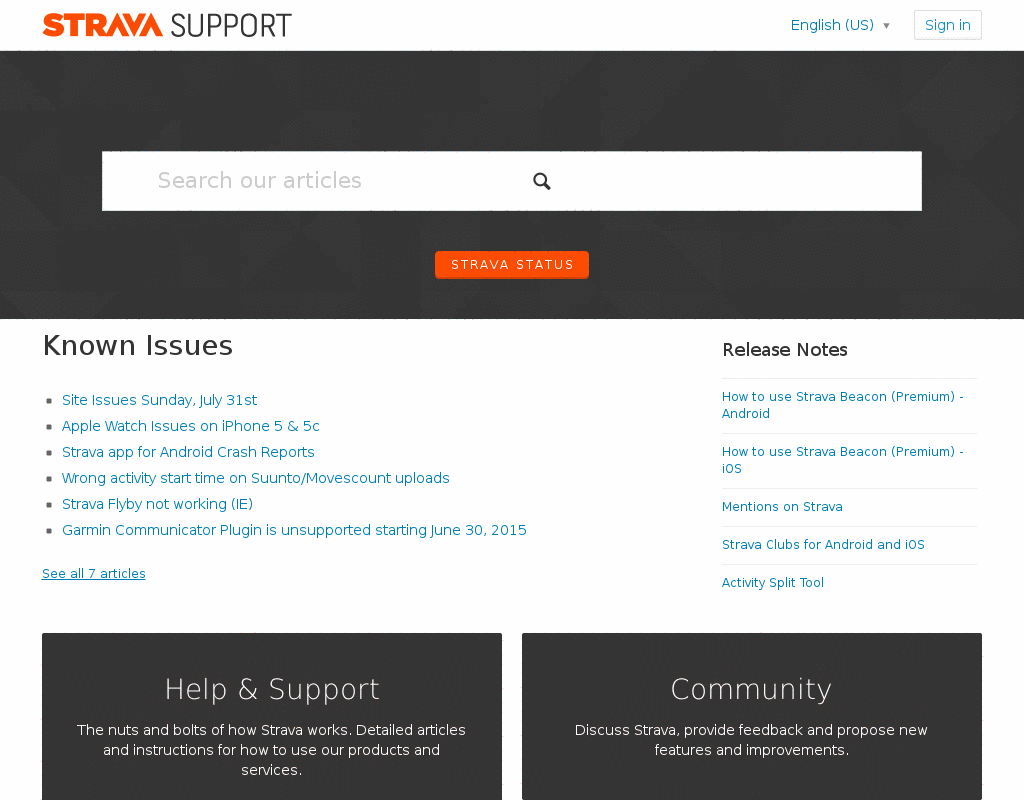 STRAVA SUPPORT
English (US) ▼
Sign in
Search our articles
STRAVA STATUS
Known Issues
Site Issues Sunday, July 31st
Apple Watch Issues on iPhone 5 & 5c
Strava app for Android Crash Reports
Wrong activity start time on Suunto/Movescount uploads
Strava Flyby not working (IE)
Garmin Communicator Plugin is unsupported starting June 30, 2015
See all 7 articles
Release Notes
How to use Strava Beacon (Premium) -
Android
How to use Strava Beacon (Premium) -
iOS
Mentions on Strava
Strava Clubs for Android and iOS
Activity Split Tool
Help & Support
The nuts and bolts of how Strava works. Detailed articles
and instructions for how to use our products and
services.
Community
Discuss Strava, provide feedback and propose new
features and improvements.